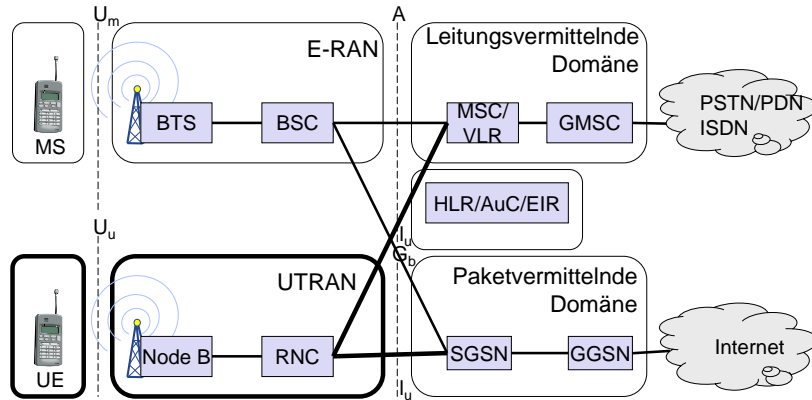 Um
A
E-RAN
Leitungsvermittelnde
Domäne
MS
BTS
BSC
MSC/
VLR
GMSC
PSTN/PDN
ISDN
HLR/AuC/EIR
Uu
Iu
Gb
UTRAN
Paketvermittelnde
Domäne
UE
Node B
RNC
SGSN
GGSN
Internet
Iu